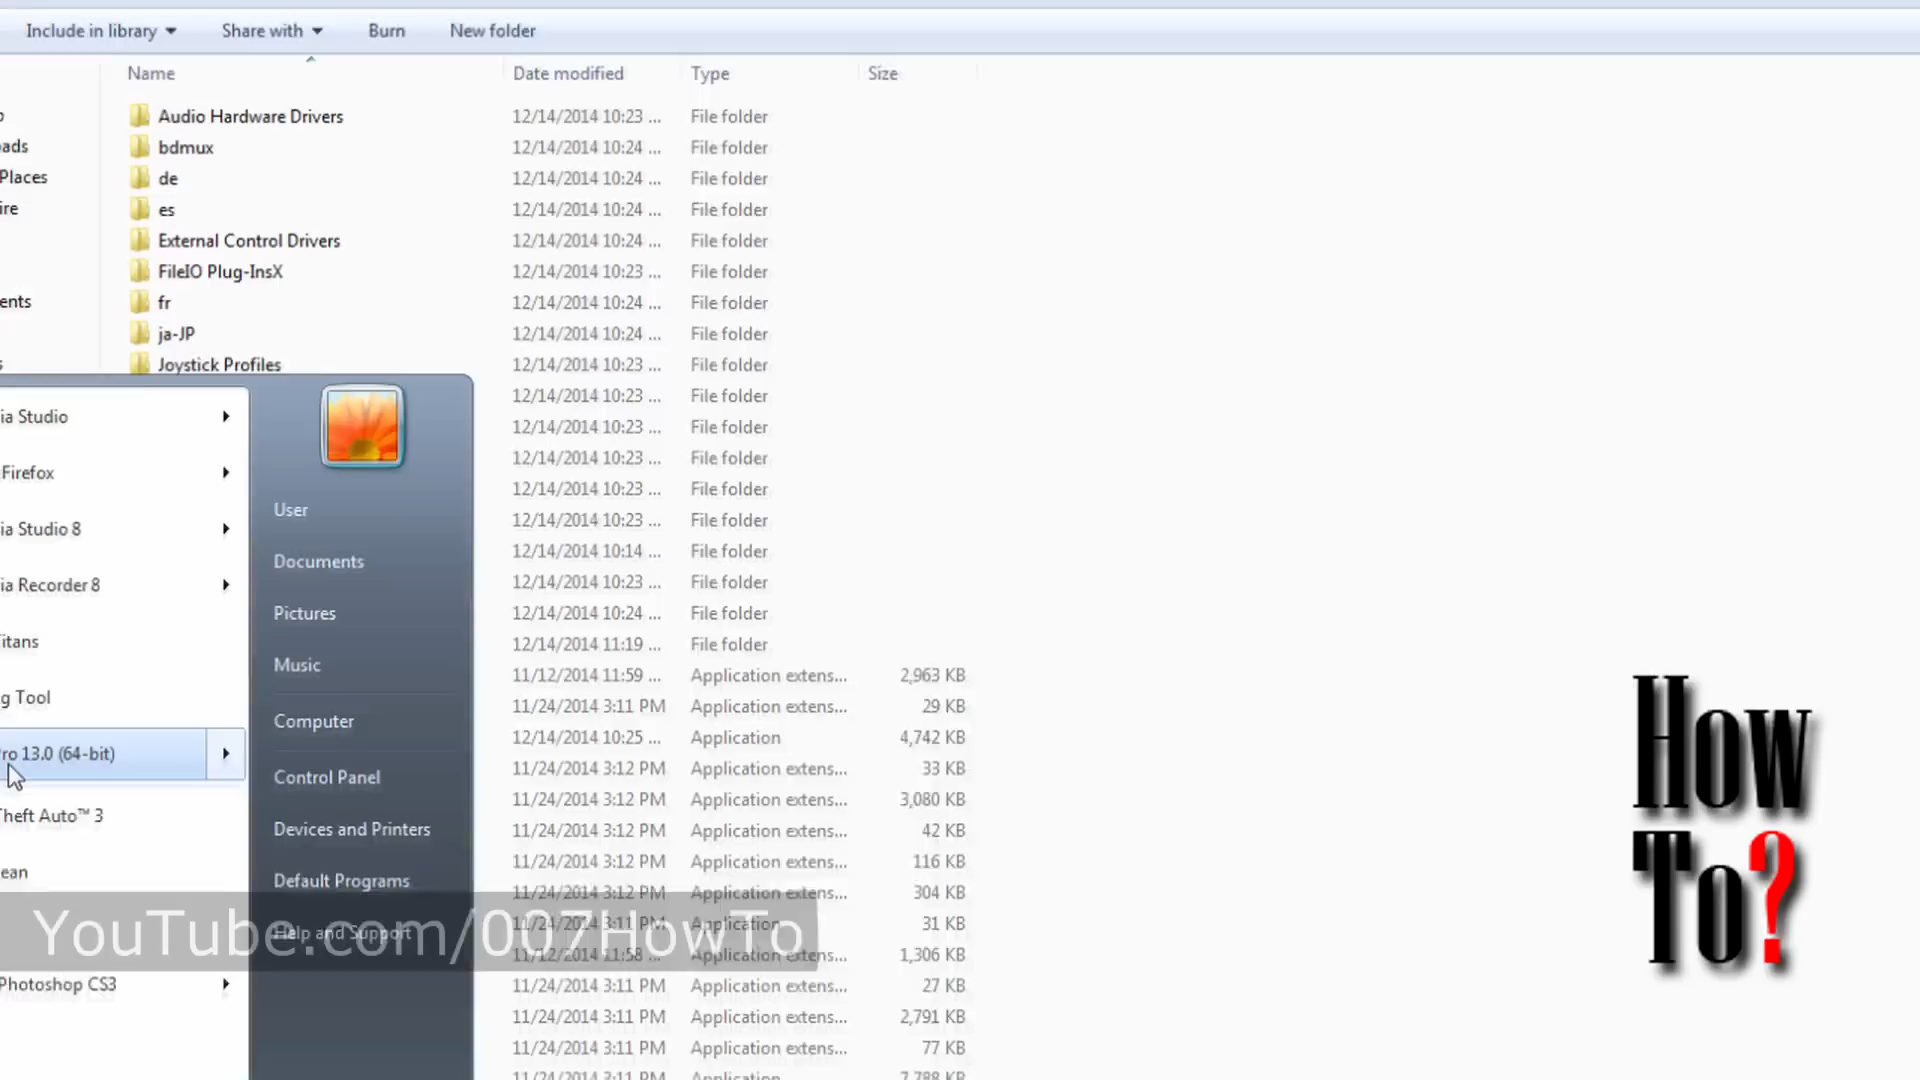 Include in library Share with Burn New folder
Name Date modified Type Size
Audio Hardware Drivers 12/14/2014 10:23 ... File folder
bdmux 12/14/2014 10:24 ... File folder
ads
de 12/14/2014 10:24 ... File folder
Places
es 12/14/2014 10:24 ... File folder
ire
External Control Drivers 12/14/2014 10:24 ... File folder
FileIO Plug-InsX 12/14/2014 10:23 ... File folder
fr 12/14/2014 10:24 ... File folder
ents
ja-JP 12/14/2014 10:24 ... File folder
Joystick Profiles 12/14/2014 10:23 ... File folder
12/14/2014 10:23 ... File folder
12/14/2014 10:23 ... File folder
12/14/2014 10:23 ... File folder
12/14/2014 10:23 ... File folder
12/14/2014 10:23 ... File folder
12/14/2014 10:14 ... File folder
12/14/2014 10:23 ... File folder
12/14/2014 10:24 ... File folder
12/14/2014 11:19 ... File folder
11/12/2014 11:59 ... Application extens... 2,963 KB
11/24/2014 3:11 PM Application extens... 29 KB
12/14/2014 10:25 ... Application 4,742 KB
11/24/2014 3:12 PM Application extens... 33 KB
11/24/2014 3:12 PM Application extens... 3,080 KB
11/24/2014 3:12 PM Application extens... 42 KB
11/24/2014 3:12 PM Application extens... 116 KB
11/24/2014 3:12 PM Application extens... 304 KB
11/24/2014 3:11 PM Application 31 KB
11/12/2014 11:58 ... Application extens... 1,306 KB
11/24/2014 3:11 PM Application extens... 27 KB
11/24/2014 3:11 PM Application extens... 2,791 KB
11/24/2014 3:11 PM Application extens... 77 KB
11/24/2014 3:11 PM Application 7,788 KB
ia Studio
Firefox
ia Studio 8
ia Recorder 8
Titans
g Tool
ro 13.0 (64-bit)
Theft Auto™ 3
ean
Photoshop CS3
User
Documents
Pictures
Music
Computer
Control Panel
Devices and Printers
Default Programs
Help and Support
YouTube.com/007HowTo
How
To?